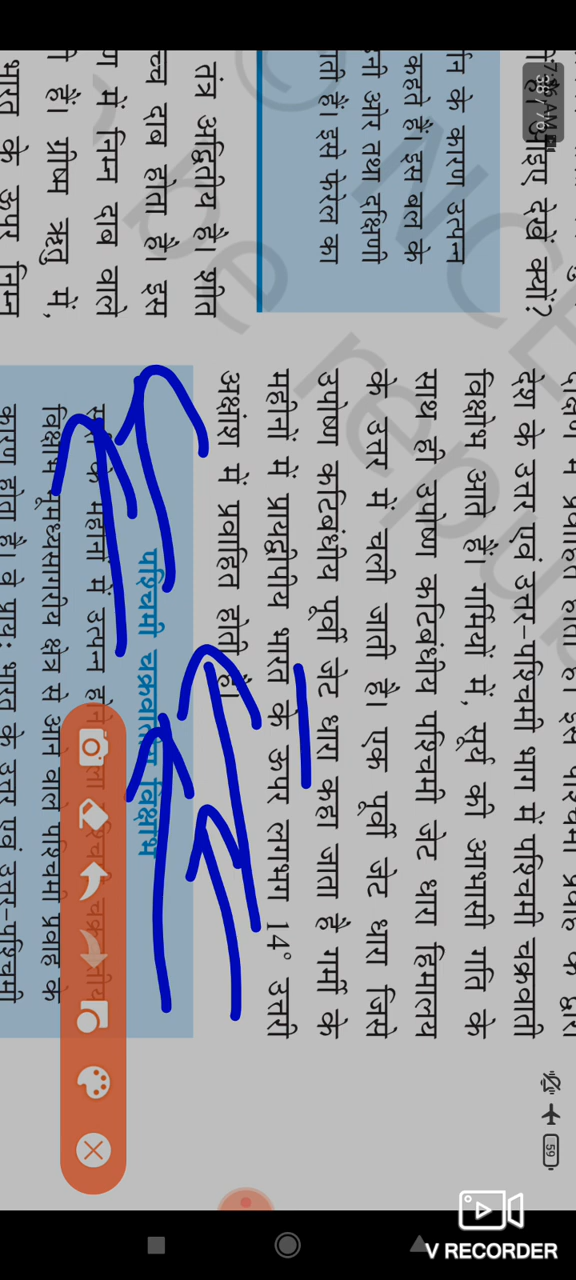 देखें क्यों?
के कारण उत्पन्न
कहते हैं। इस बल के
ओर तथा दक्षिणी
हैं। इसे फेरेल का
तंत्र अद्वितीय है। शीत
दाब होता है। इस
में निम्न दाब वाले
हैं। ग्रीष्म ऋतु में,
भारत के ऊपर निम्न
देश के उत्तर एवं उत्तर-पश्चिमी भाग में पश्चिमी चक्रवाती
विक्षोभ आते हैं। गर्मियों में, सूर्य की आभासी गति के
साथ ही उपोष्ण कटिबंधीय पश्चिमी जेट धारा हिमालय
के उत्तर में चली जाती है। एक पूर्वी जेट धारा जिसे
उपोष्ण कटिबंधीय पूर्वी जेट धारा कहा जाता है गर्मी के
महीनों में प्रायद्वीपीय भारत के ऊपर लगभग 14° उत्तरी
अक्षांश में प्रवाहित होती है।
पश्चिमी चक्रवातीय विक्षोभ
के महीनों में उत्पन्न होने
विक्षोभ भूमध्यसागरीय क्षेत्र से आने वाले पश्चिमी प्रवाह के
कारण होता है। वे प्रायः भारत के उत्तर एवं उत्तर-पश्चिमी
be republ
59
V RECORDER